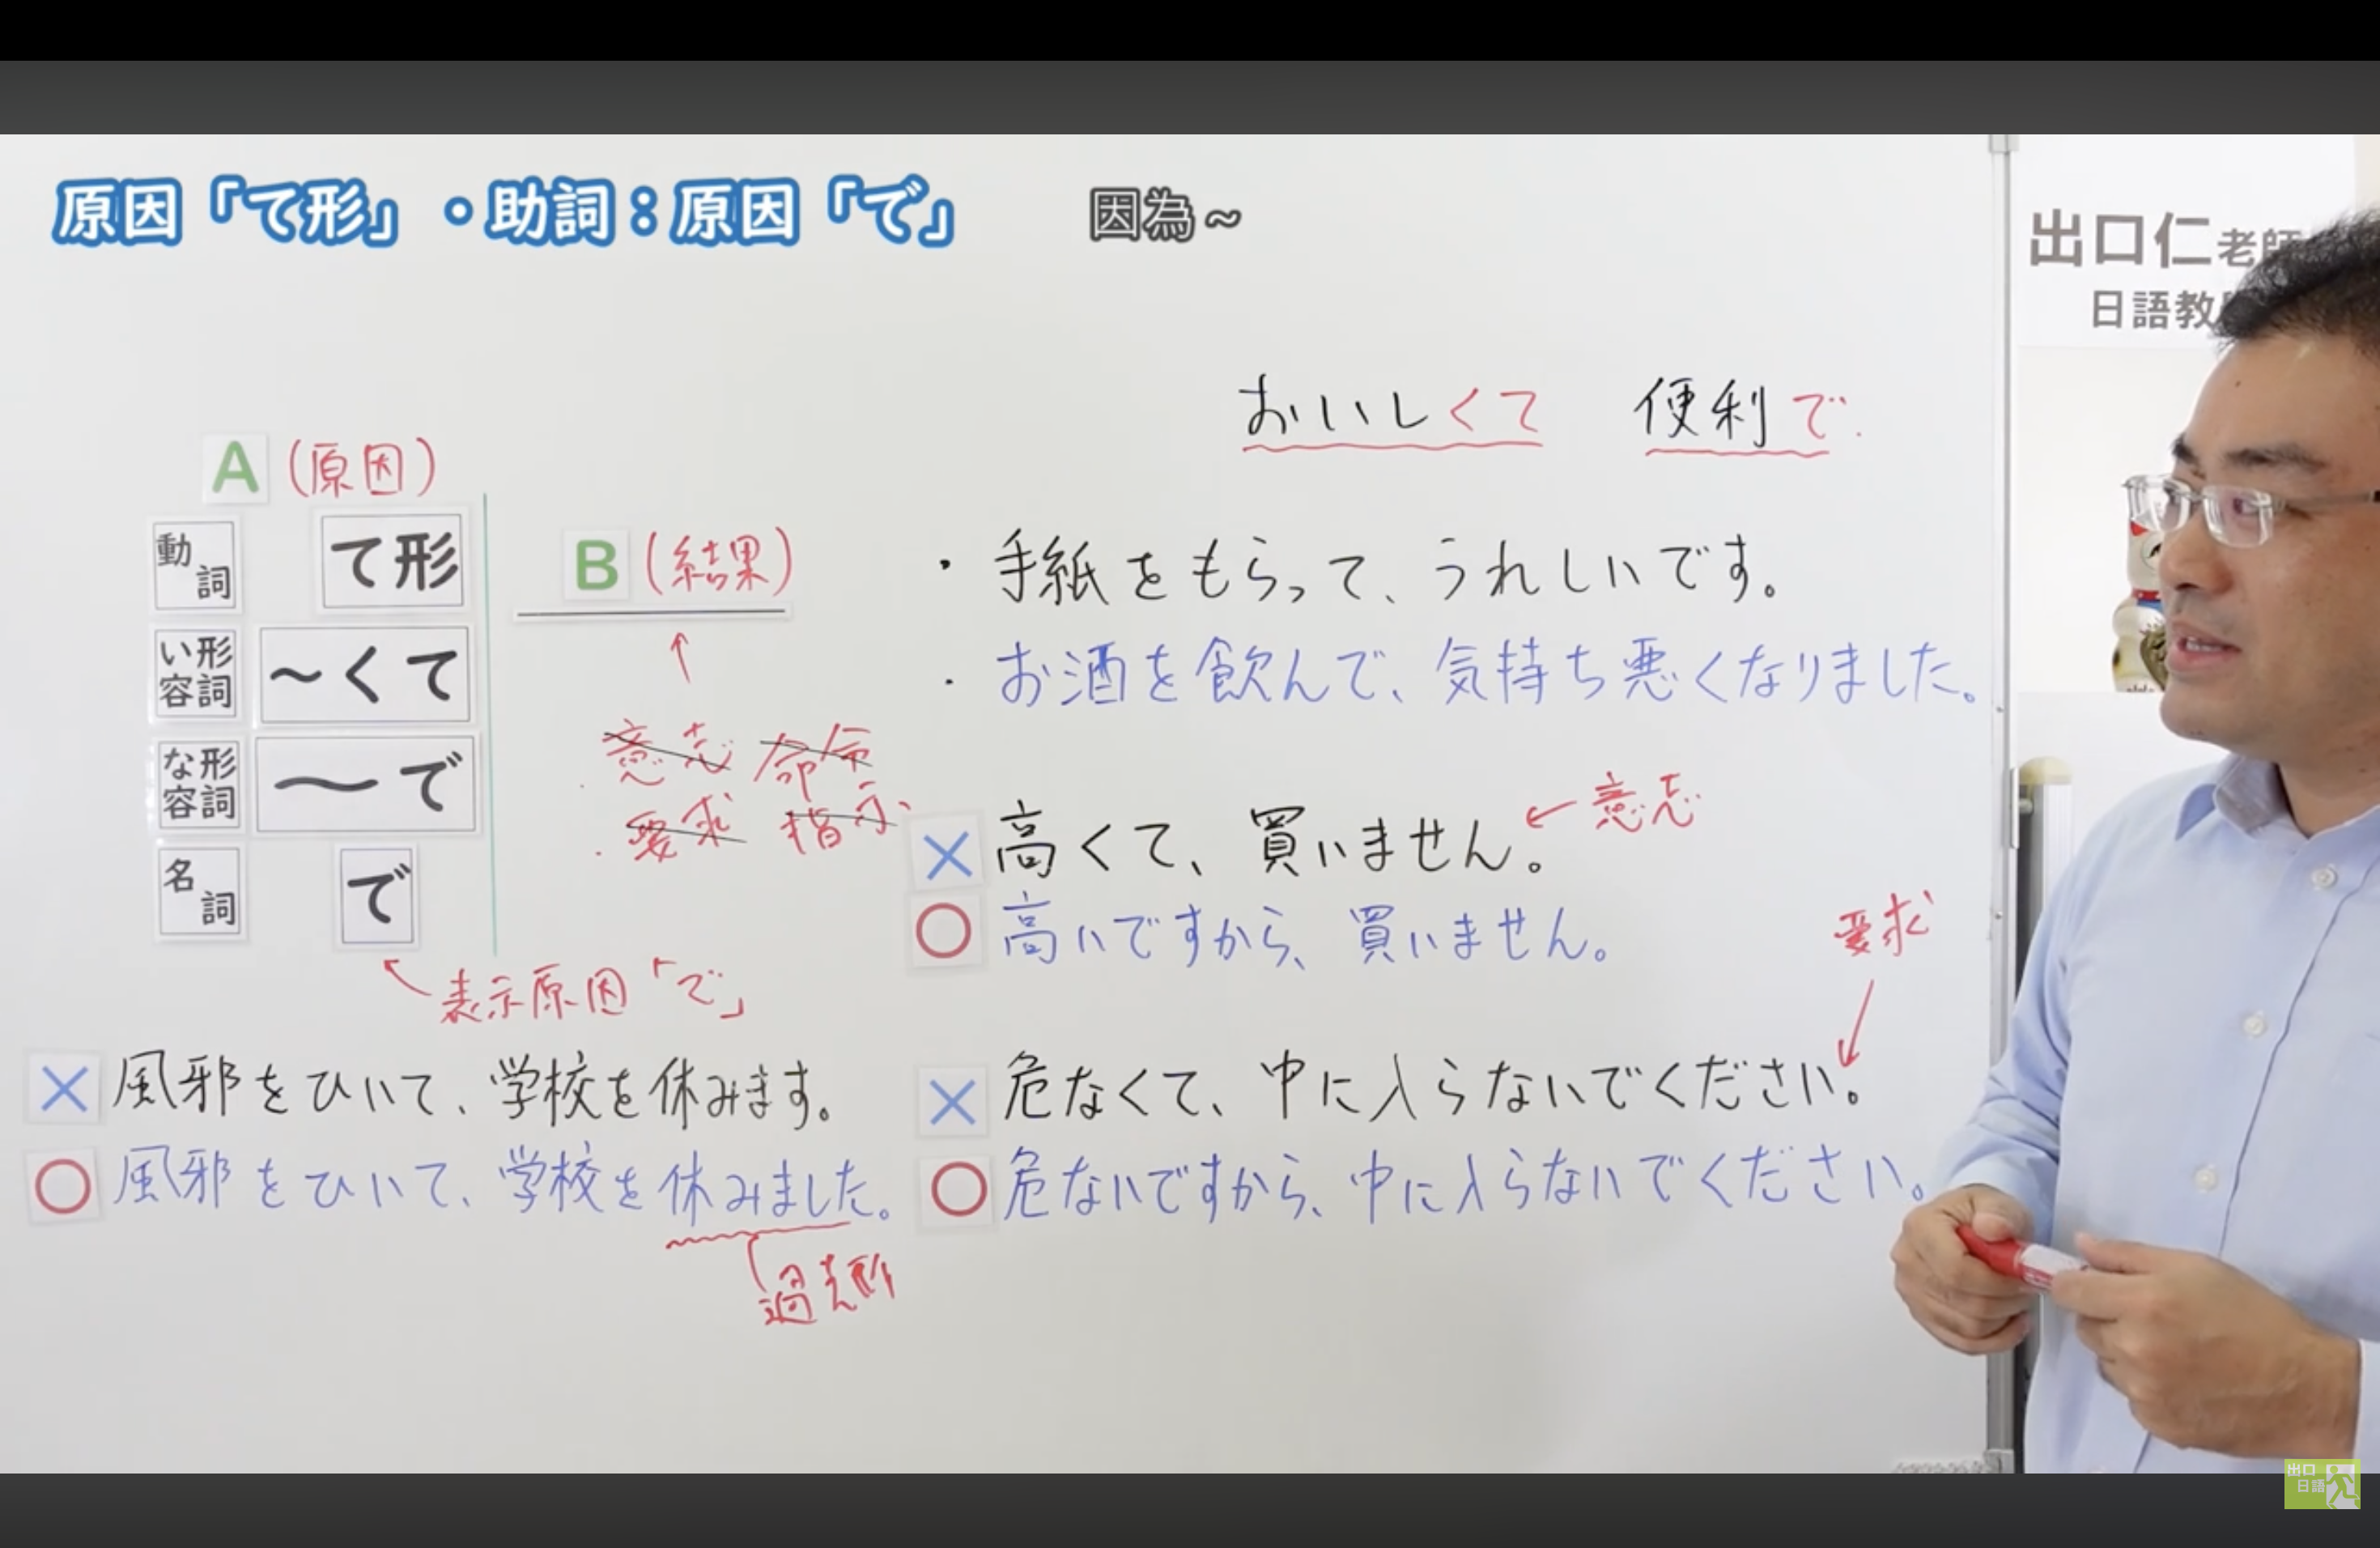 原因「て形」・助詞：原因「で」 因為～
出口仁老師
日語教
おいしくて 便利で
A (原因)
動詞 て形
い形容詞 ～くて
な形容詞 ～で
名詞 で
B (結果)
↑
意志 命令
要求 指示
表示原因「で」
・手紙をもらって、うれしいです。
・お酒を飲んで、気持ち悪くなりました。
× 高くて、買いません。← 意志
○ 高いですから、買いません。
要求
× 風邪をひいて、学校を休みます。
○ 風邪をひいて、学校を休みました。
過去形
× 危なくて、中に入らないでください。
○ 危ないですから、中に入らないでください。
出口
日語